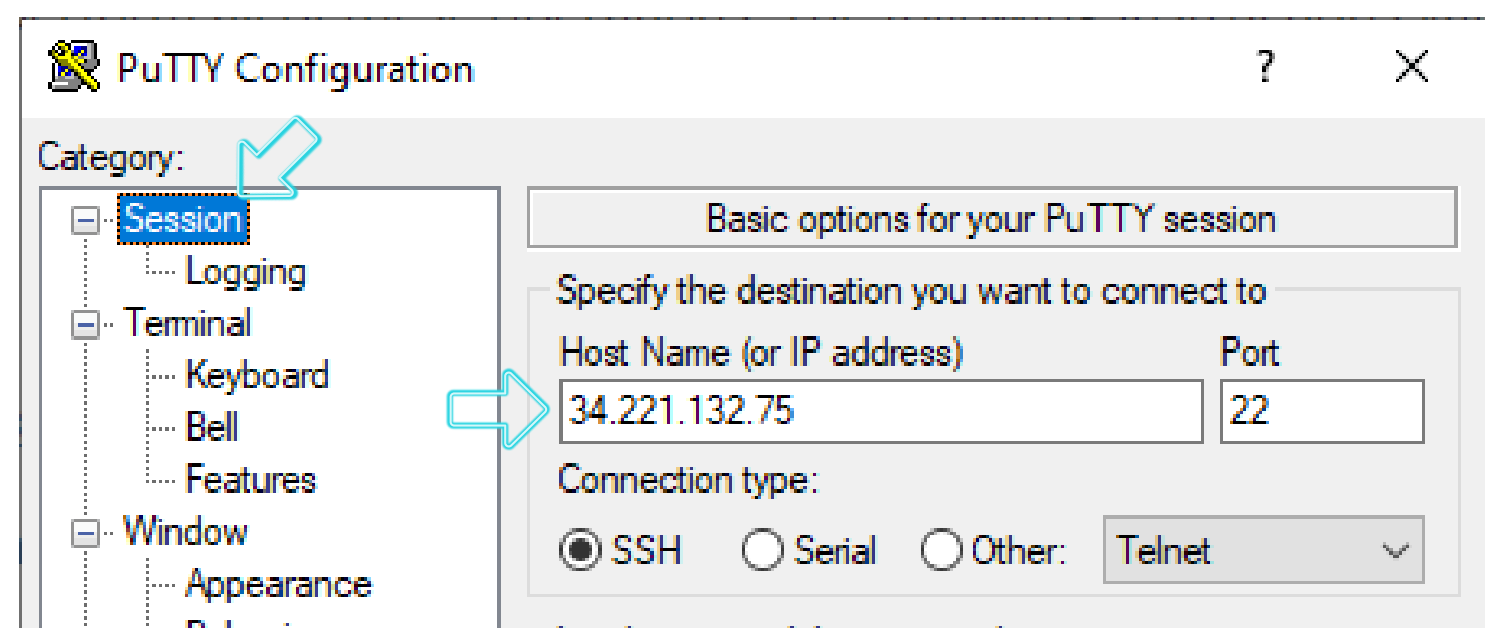 PuTTY Configuration ? X
Category:
Session
Logging
Terminal
Keyboard
Bell
Features
Window
Appearance
Basic options for your PuTTY session
Specify the destination you want to connect to
Host Name (or IP address) Port
34.221.132.75 22
Connection type:
SSH Serial Other: Telnet